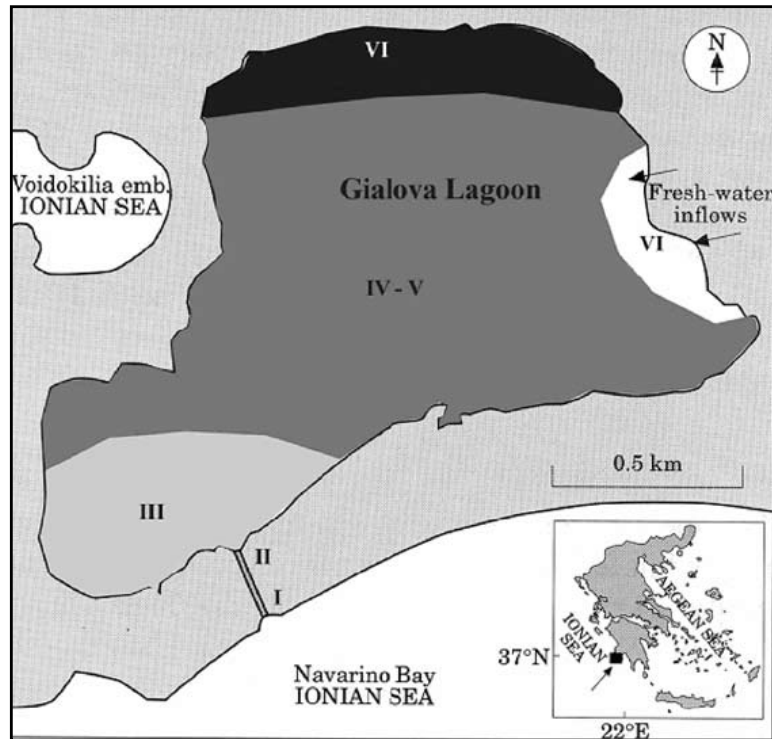 VI
N
Voidokilia emb.
IONIAN SEA
Gialova Lagoon
Fresh-water
inflows
VI
IV - V
0.5 km
III
II
I
Navarino Bay
IONIAN SEA
AEGEAN SEA
IONIAN
SEA
37°N
22°E